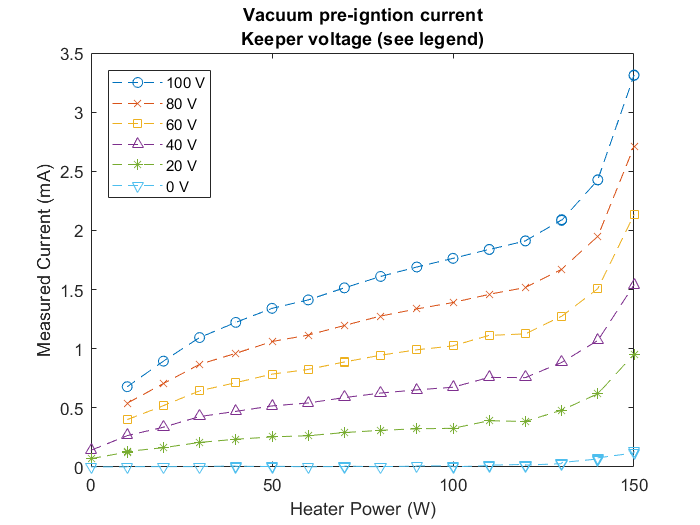 Vacuum pre-igntion current
Keeper voltage (see legend)
3.5
3
2.5
2
1.5
1
0.5
0
Measured Current (mA)
100 V
80 V
60 V
40 V
20 V
0 V
0
50
100
150
Heater Power (W)